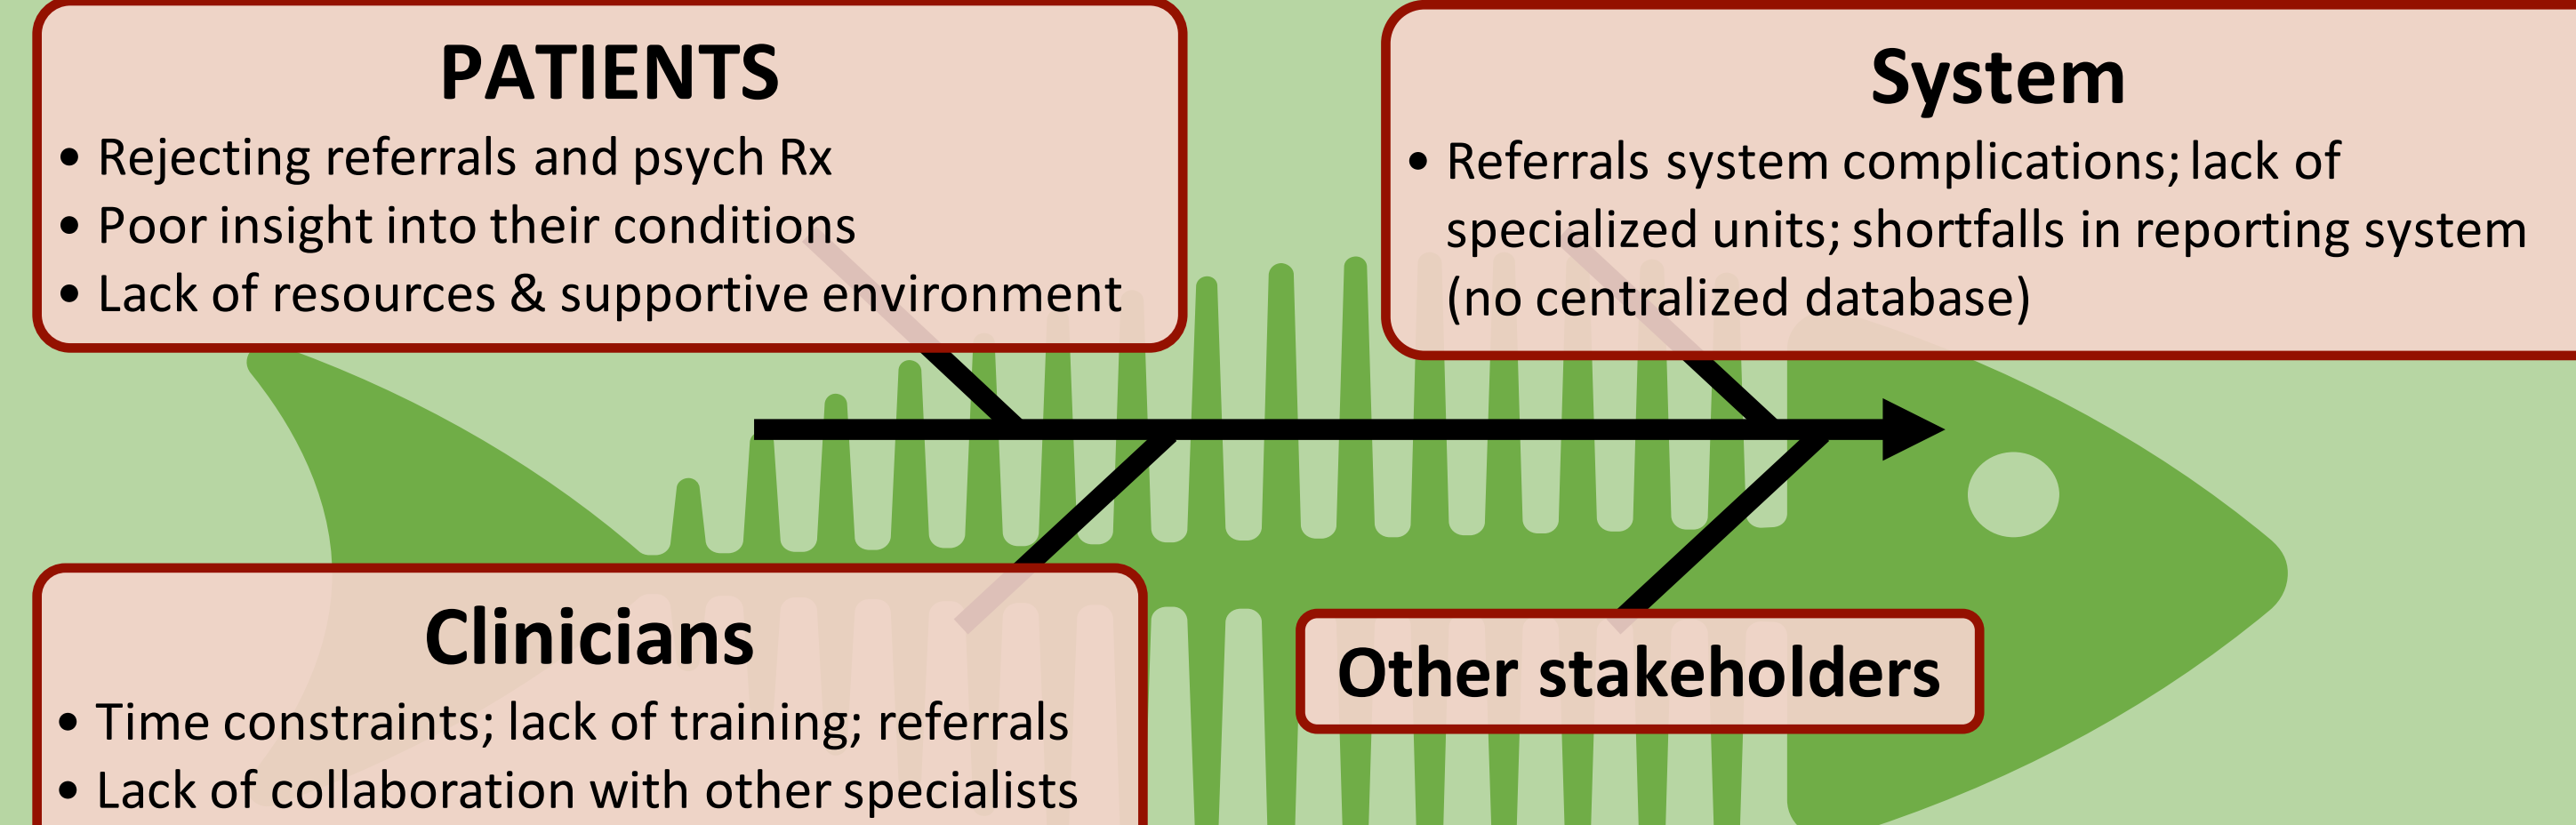 PATIENTS
• Rejecting referrals and psych Rx
• Poor insight into their conditions
• Lack of resources & supportive environment
System
• Referrals system complications; lack of
specialized units; shortfalls in reporting system
(no centralized database)
Clinicians
• Time constraints; lack of training; referrals
• Lack of collaboration with other specialists
Other stakeholders